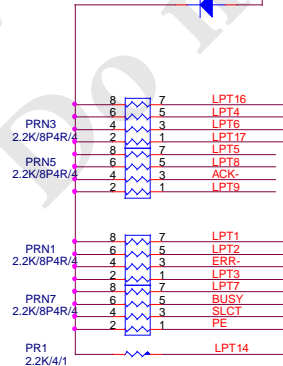 Do n
8 7 LPT16
6 5 LPT4
PRN3 4 3 LPT6
2.2K/8P4R/4 2 1 LPT17
8 7 LPT5
PRN5 6 5 LPT8
2.2K/8P4R/4 4 3 ACK-
2 1 LPT9
8 7 LPT1
PRN1 6 5 LPT2
2.2K/8P4R/4 4 3 ERR-
2 1 LPT3
8 7 LPT7
PRN7 6 5 BUSY
2.2K/8P4R/4 4 3 SLCT
2 1 PE
PR1 LPT14
2.2K/4/1